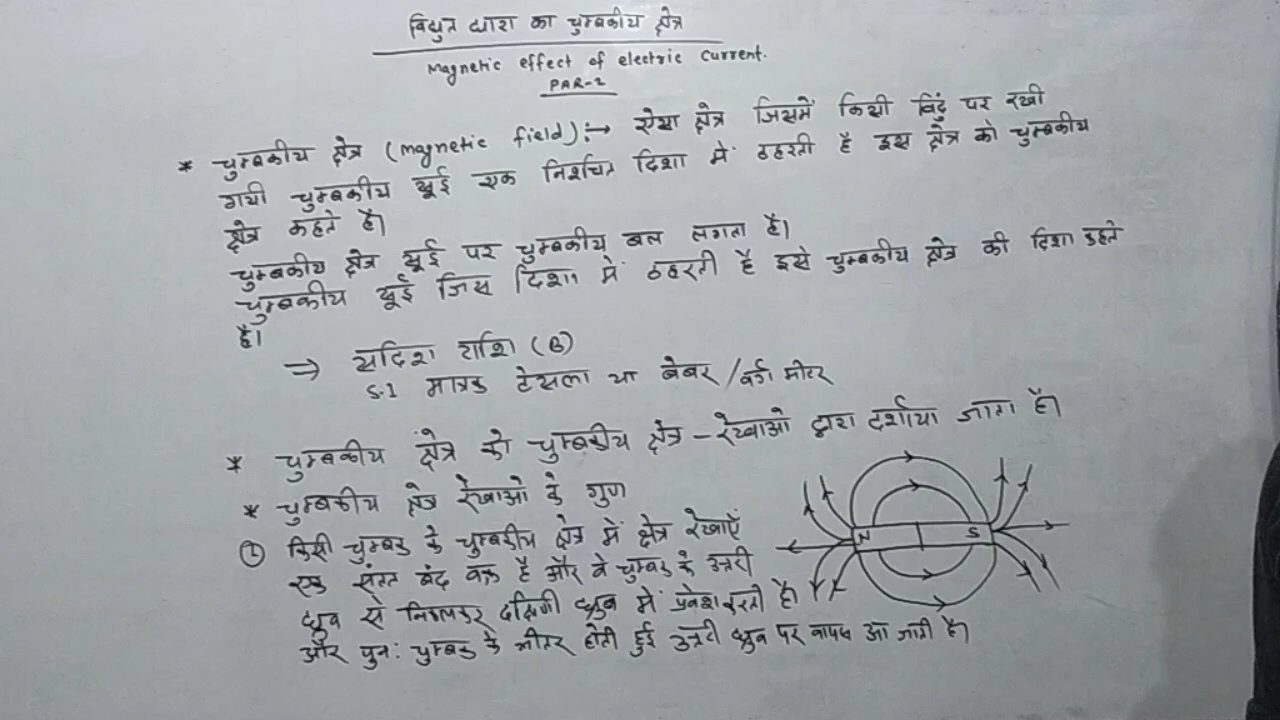 विद्युत धारा का चुम्बकीय क्षेत्र
Magnetic effect of electric current.
PAR-2
* चुम्बकीय क्षेत्र (magnetic field):→ ऐसा क्षेत्र जिसमें किसी बिंदु पर रखी
गयी चुम्बकीय सूई एक निश्चित दिशा में ठहरती है इस क्षेत्र को चुम्बकीय
क्षेत्र कहते है।
चुम्बकीय क्षेत्र सूई पर चुम्बकीय बल लगता है।
चुम्बकीय सूई जिस दिशा में ठहरती है इसे चुम्बकीय क्षेत्र की दिशा कहते
है।
⇒ सदिश राशि (B)
S.I मात्रक टेसला या बेबर/वर्ग मीटर
* चुम्बकीय क्षेत्र को चुम्बकीय क्षेत्र-रेखाओ द्वारा दर्शाया जाता है।
* चुम्बकीय क्षेत्र रेखाओ के गुण
① किसी चुम्बक के चुम्बकीय क्षेत्र में क्षेत्र रेखाएँ
एक संतत बंद वक्र है और वे चुम्बक के उत्तरी
ध्रुव से निकलकर दक्षिणी ध्रुव में प्रवेश करती है।
और पुन: चुम्बक के भीतर होती हुई उत्तरी ध्रुव पर वापस आ जाती है।
N S